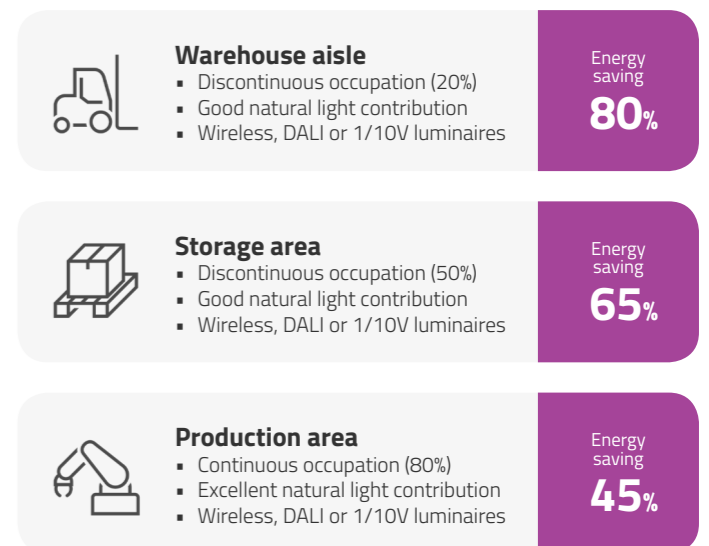 Warehouse aisle
▪ Discontinuous occupation (20%)
▪ Good natural light contribution
▪ Wireless, DALI or 1/10V luminaires
Energy
saving
80%
Storage area
▪ Discontinuous occupation (50%)
▪ Good natural light contribution
▪ Wireless, DALI or 1/10V luminaires
Energy
saving
65%
Production area
▪ Continuous occupation (80%)
▪ Excellent natural light contribution
▪ Wireless, DALI or 1/10V luminaires
Energy
saving
45%